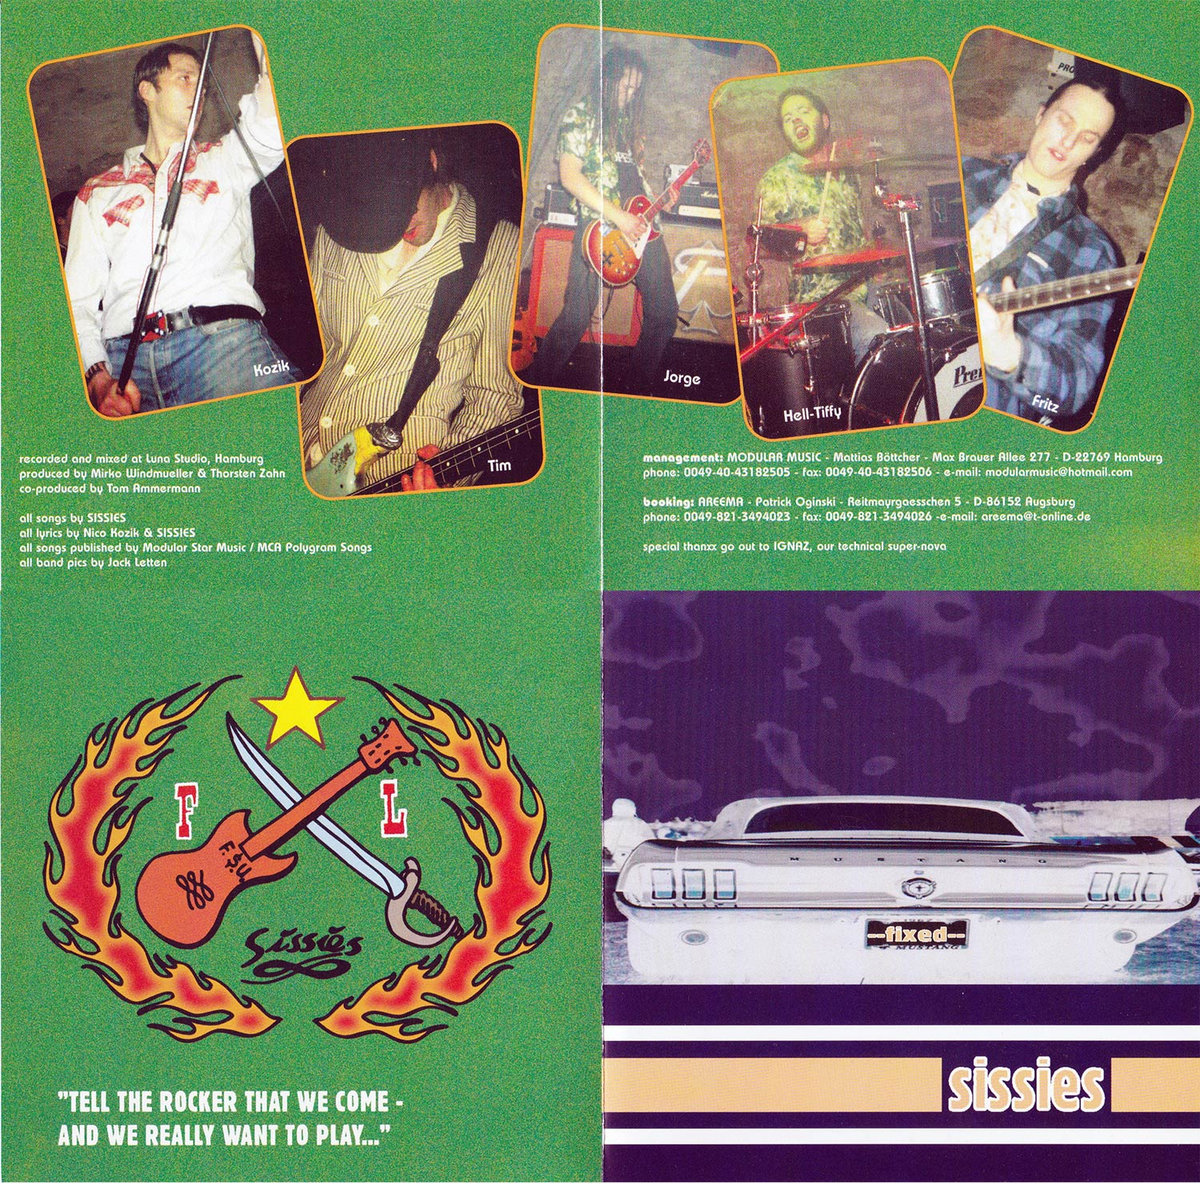 PRO
Kozik
Tim
Jorge
Hell-Tiffy
Fritz
recorded and mixed at Luna Studio, Hamburg
produced by Mirko Windmueller & Thorsten Zahn
co-produced by Tom Ammermann
all songs by SISSIES
all lyrics by Nico Kozik & SISSIES
all songs published by Modular Star Music / MCA Polygram Songs
all band pics by Jack Letten
management: MODULAR MUSIC - Mattias Böttcher - Max Brauer Allee 277 - D-22769 Hamburg
phone: 0049-40-43182505 - fax: 0049-40-43182506 - e-mail: modularmusic@hotmail.com
booking: AREEMA - Patrick Oginski - Reitmayrgaesschen 5 - D-86152 Augsburg
phone: 0049-821-3494023 - fax: 0049-821-3494026 -e-mail: areema@t-online.de
special thanxx go out to IGNAZ, our technical super-nova
F L
F.$.U.
Sissies
"TELL THE ROCKER THAT WE COME -
AND WE REALLY WANT TO PLAY..."
MUSTANG
--fixed--
MUSTANG
sissies